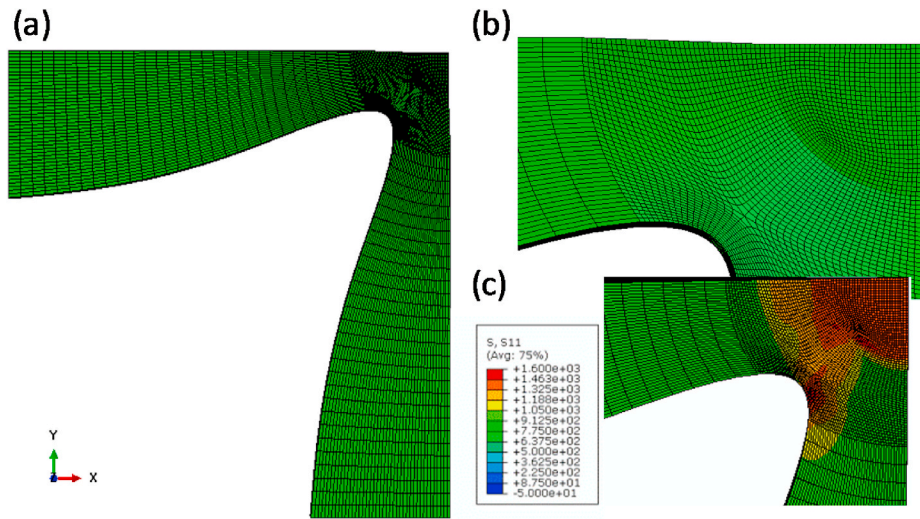 (a)
(b)
(c)
S, S11
(Avg: 75%)
+1.600e+03
+1.463e+03
+1.325e+03
+1.188e+03
+1.050e+03
+9.125e+02
+7.750e+02
+6.375e+02
+5.000e+02
+3.625e+02
+2.250e+02
+8.750e+01
-5.000e+01
Y
Z
X